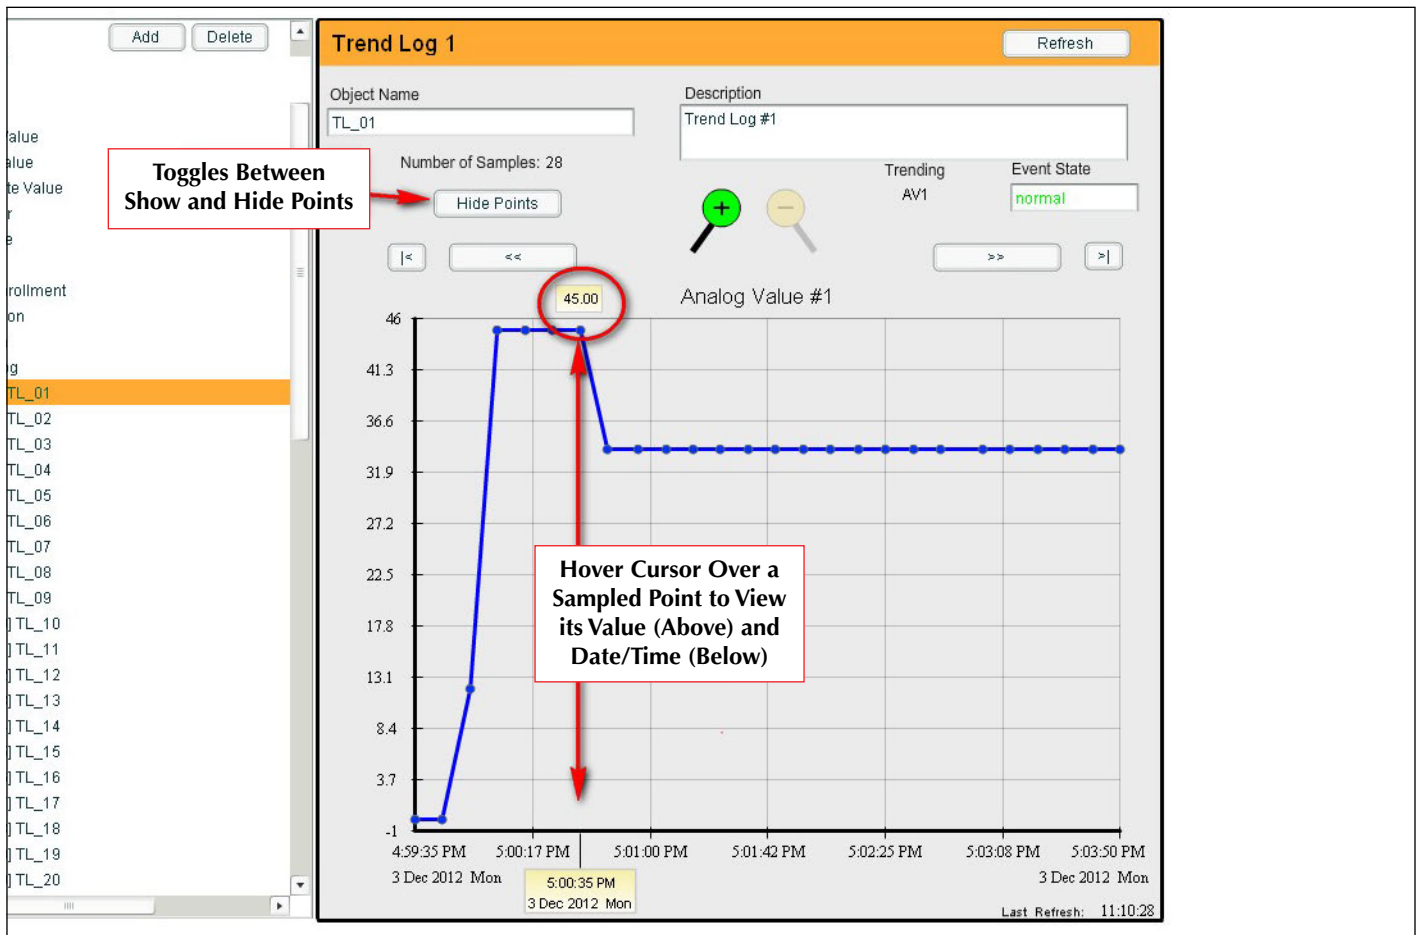 Add
Delete
alue
alue
te Value
r
e
rollment
on
g
TL_01
TL_02
TL_03
TL_04
TL_05
TL_06
TL_07
TL_08
TL_09
] TL_10
] TL_11
] TL_12
] TL_13
] TL_14
] TL_15
] TL_16
] TL_17
] TL_18
] TL_19
] TL_20
Trend Log 1
Refresh
Object Name
TL_01
Description
Trend Log #1
Number of Samples: 28
Toggles Between
Show and Hide Points
Hide Points
+
−
Trending
AV1
Event State
normal
|<
<<
>>
>|
45.00
Analog Value #1
46
41.3
36.6
31.9
27.2
22.5
17.8
13.1
8.4
3.7
-1
Hover Cursor Over a
Sampled Point to View
its Value (Above) and
Date/Time (Below)
4:59:35 PM
5:00:17 PM
5:01:00 PM
5:01:42 PM
5:02:25 PM
5:03:08 PM
5:03:50 PM
3 Dec 2012 Mon
5:00:35 PM
3 Dec 2012 Mon
3 Dec 2012 Mon
Last Refresh: 11:10:28